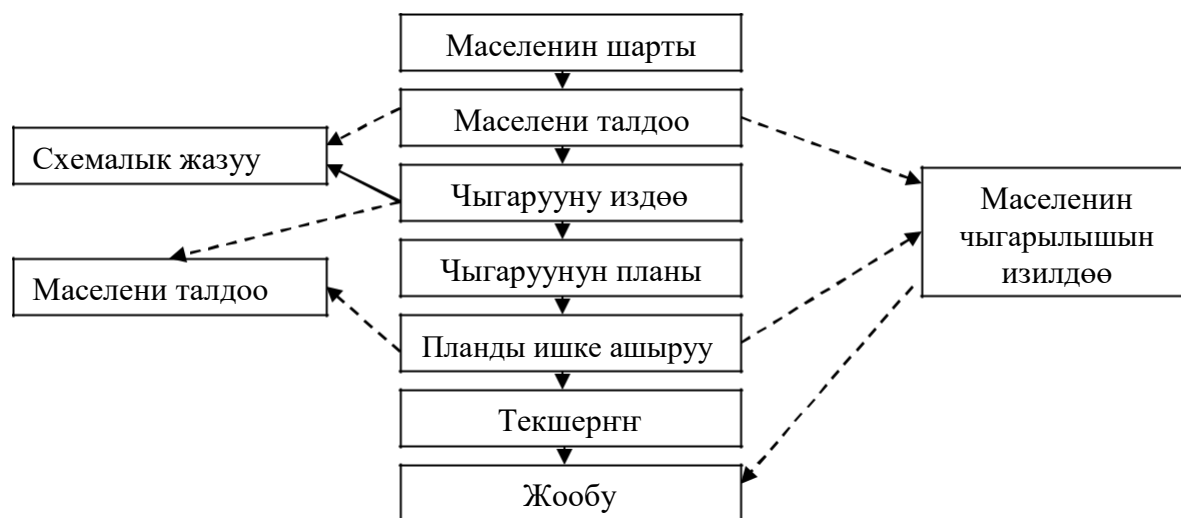 Маселенин шарты
Маселени талдоо
Схемалык жазуу
Чыгарууну издөө
Маселенин
чыгарылышын
изилдөө
Чыгаруунун планы
Маселени талдоо
Планды ишке ашыруу
Текшерңң
Жообу